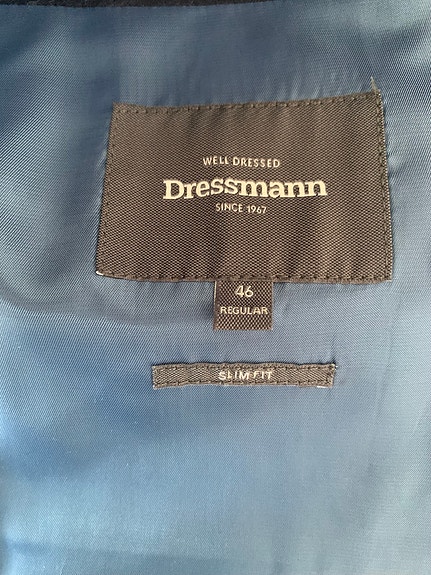 WELL DRESSED
Dressmann
SINCE 1967
46
REGULAR
SLIM FIT